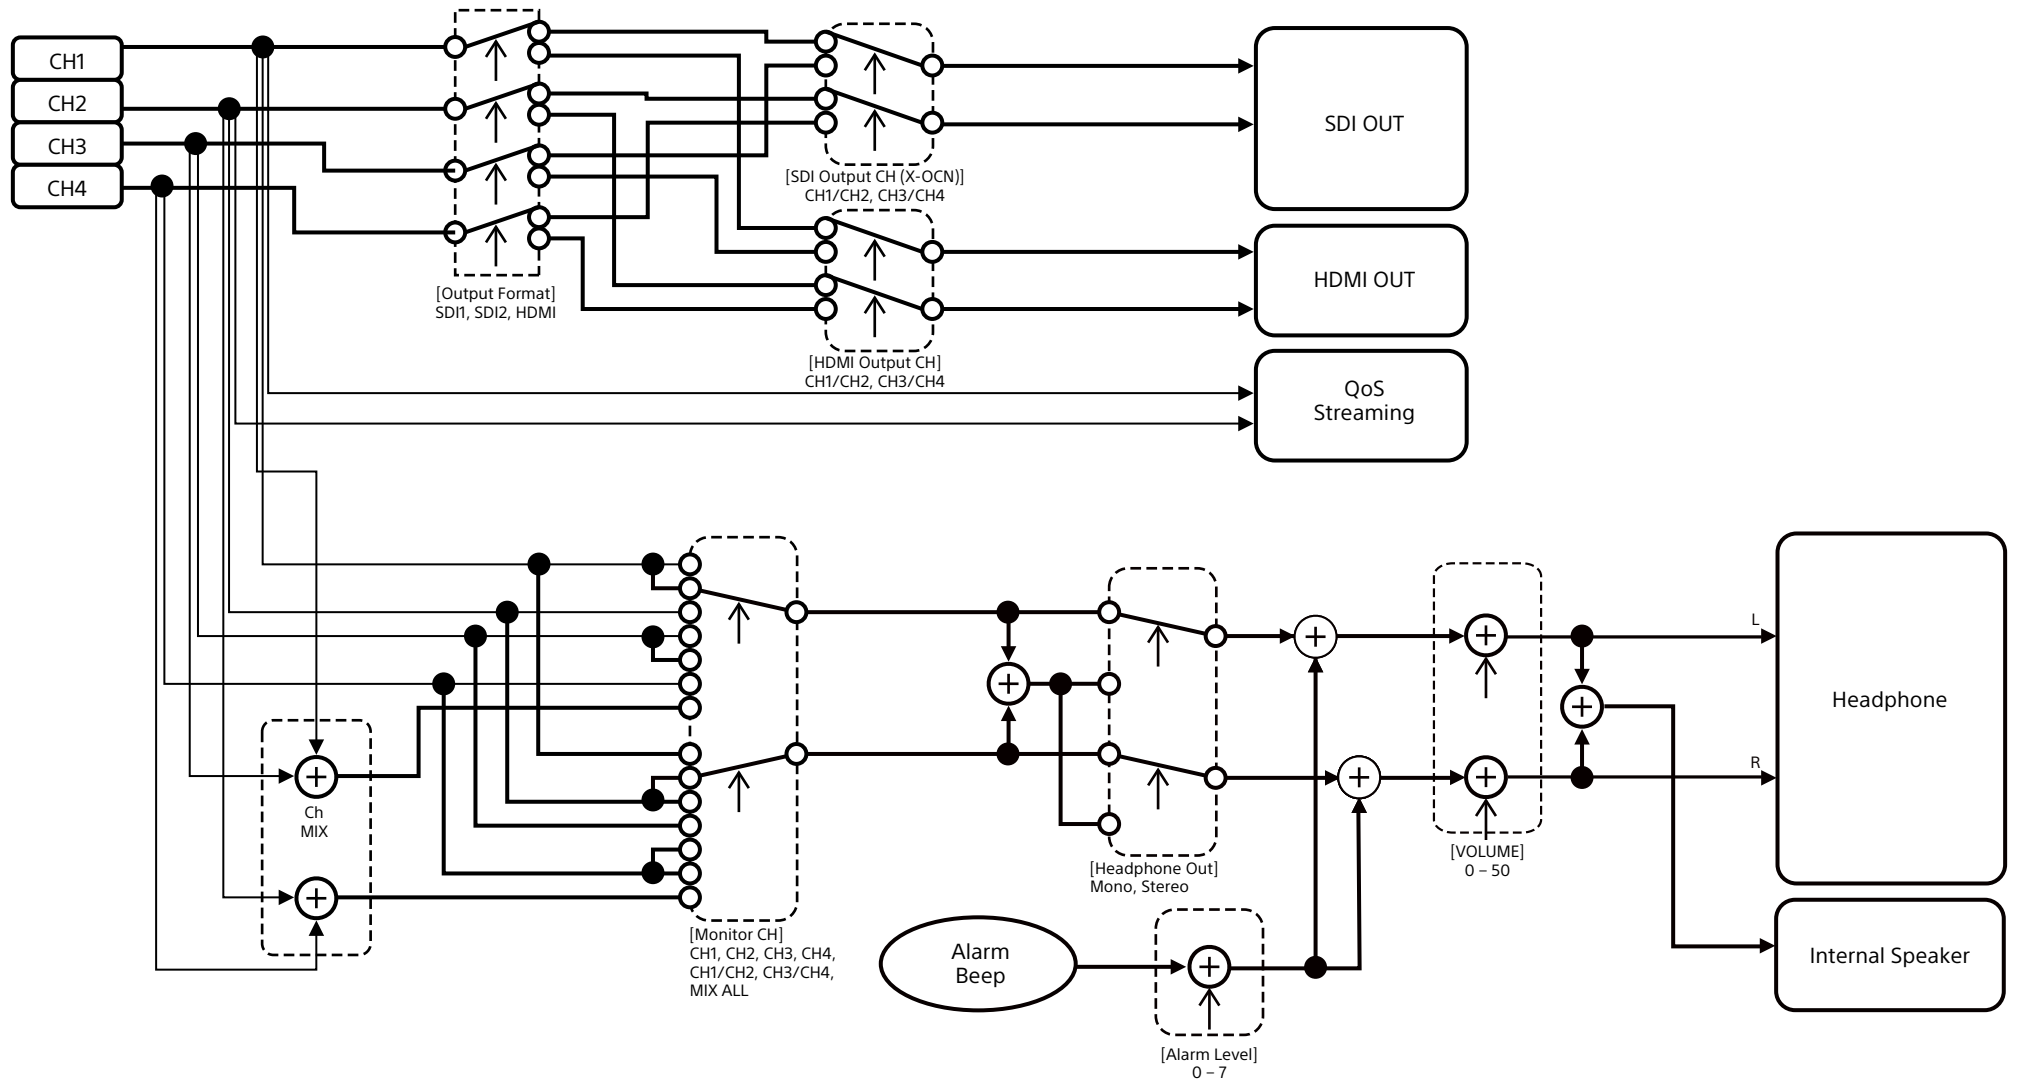 CH1
CH2
CH3
CH4
[Output Format]
SDI1, SDI2, HDMI
[SDI Output CH (X-OCN)]
CH1/CH2, CH3/CH4
[HDMI Output CH]
CH1/CH2, CH3/CH4
SDI OUT
HDMI OUT
QoS
Streaming
Ch
MIX
[Monitor CH]
CH1, CH2, CH3, CH4,
CH1/CH2, CH3/CH4,
MIX ALL
Alarm
Beep
[Headphone Out]
Mono, Stereo
[Alarm Level]
0 – 7
[VOLUME]
0 – 50
L
R
Headphone
Internal Speaker